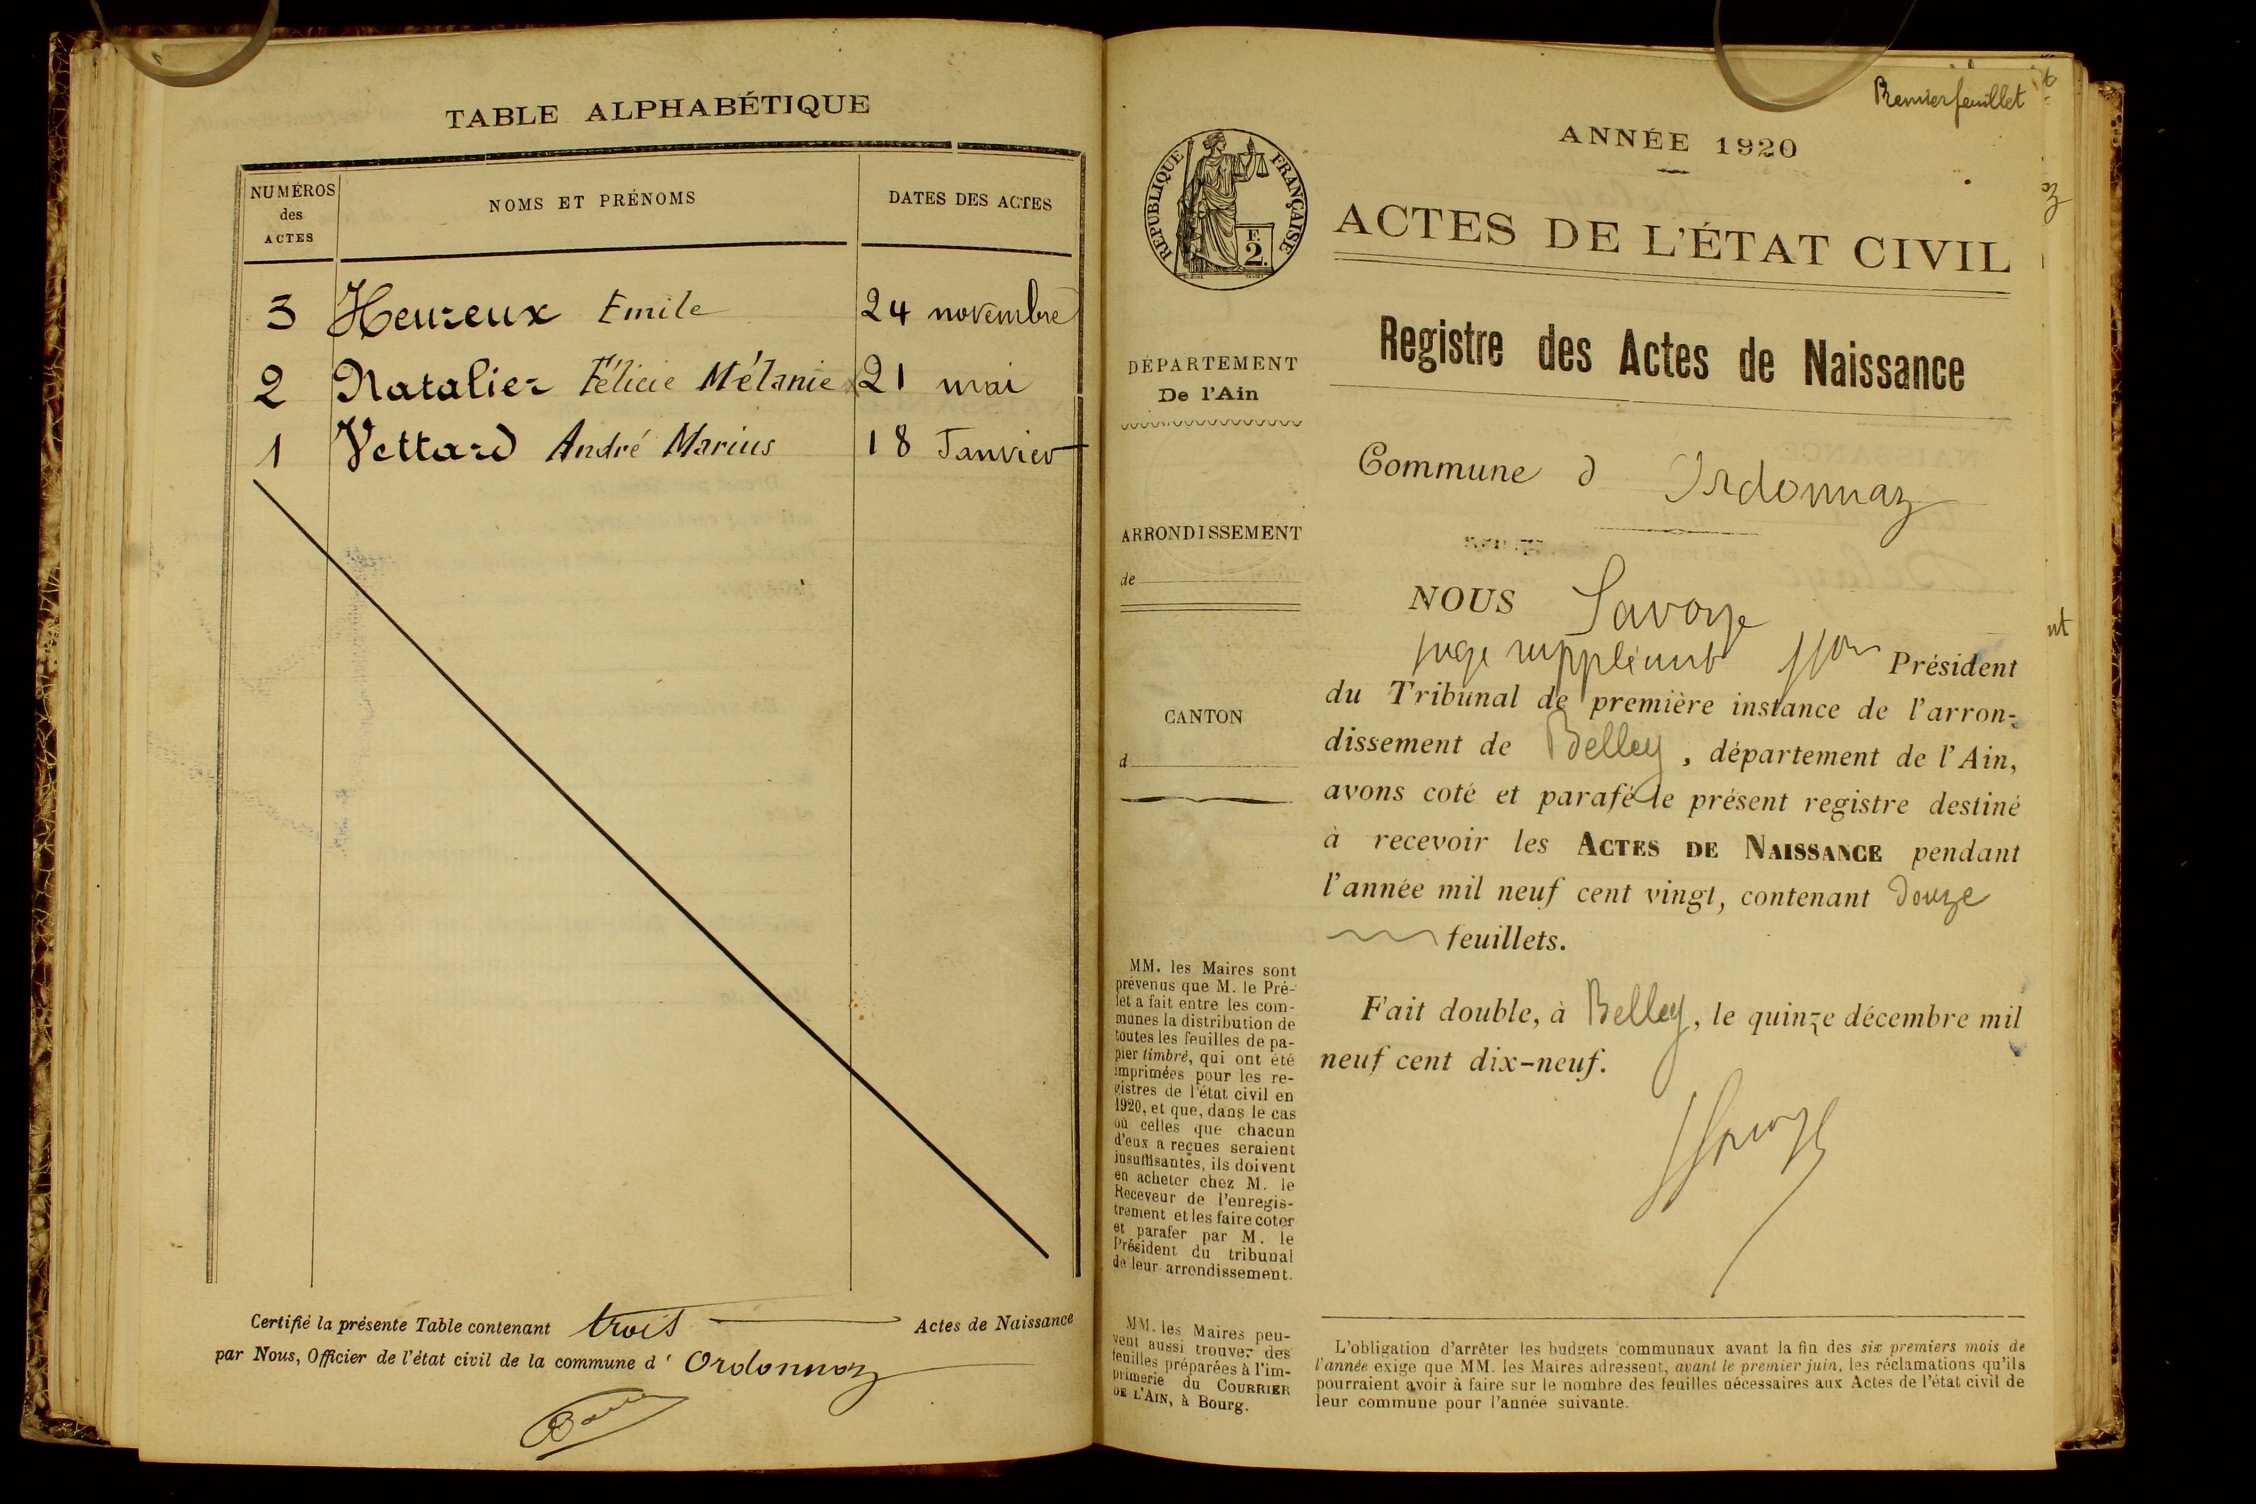 TABLE ALPHABÉTIQUE
NUMÉROS des ACTES
NOMS ET PRÉNOMS
DATES DES ACTES
3 Heureux Emile 24 novembre
2 Natalier Félicie Mélanie 21 mai
1 Vettard André Marius 18 Janvier
Certifié la présente Table contenant trois Actes de Naissance
par Nous, Officier de l'état civil de la commune d' Ordonnaz
Premier feuillet
ANNÉE 1920
RÉPUBLIQUE FRANÇAISE
F.
2.
ACTES DE L'ÉTAT CIVIL
Registre des Actes de Naissance
DÉPARTEMENT
De l'Ain
Commune d Ordonnaz
ARRONDISSEMENT
de
NOUS Savoye
juge suppléant ffon Président
du Tribunal de première instance de l'arron-
dissement de Belley, département de l'Ain,
avons coté et parafé le présent registre destiné
à recevoir les ACTES DE NAISSANCE pendant
l'année mil neuf cent vingt, contenant douze
feuillets.
Fait double, à Belley, le quinze décembre mil
neuf cent dix-neuf.
CANTON
d
MM. les Maires sont
prévenus que M. le Pré-
fet a fait entre les com-
munes la distribution de
toutes les feuilles de pa-
pier timbré, qui ont été
imprimées pour les re-
gistres de l'état civil en
1920, et que, dans le cas
où celles que chacun
d'eux a reçues seraient
insuffisantes, ils doivent
en acheter chez M. le
Receveur de l'enregis-
trement et les faire coter
et parafer par M. le
Président du tribunal
de leur arrondissement.
MM. les Maires peu-
vent aussi trouver des
feuilles préparées à l'im-
primerie du COURRIER
DE L'AIN, à Bourg.
L'obligation d'arrêter les budgets communaux avant la fin des six premiers mois de
l'année exige que MM. les Maires adressent, avant le premier juin, les réclamations qu'ils
pourraient avoir à faire sur le nombre des feuilles nécessaires aux Actes de l'état civil de
leur commune pour l'année suivante.